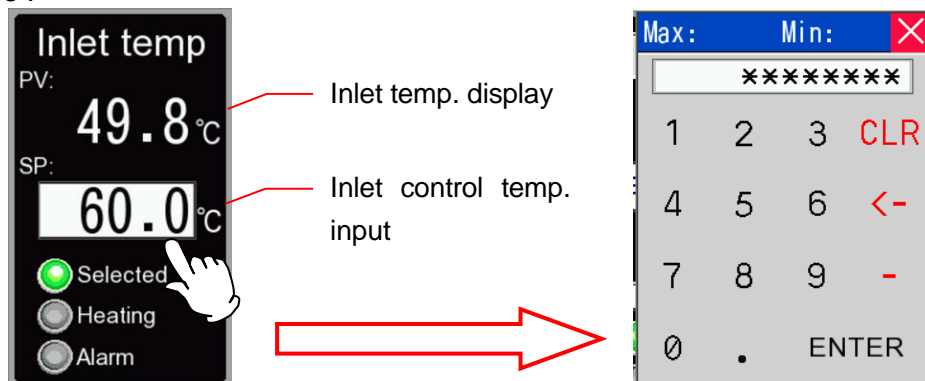 Inlet temp
PV:
49.8℃
SP:
60.0℃
Selected
Heating
Alarm
Inlet temp. display
Inlet control temp.
input
Max: Min: X
********
1 2 3 CLR
4 5 6 <-
7 8 9 -
0 . ENTER